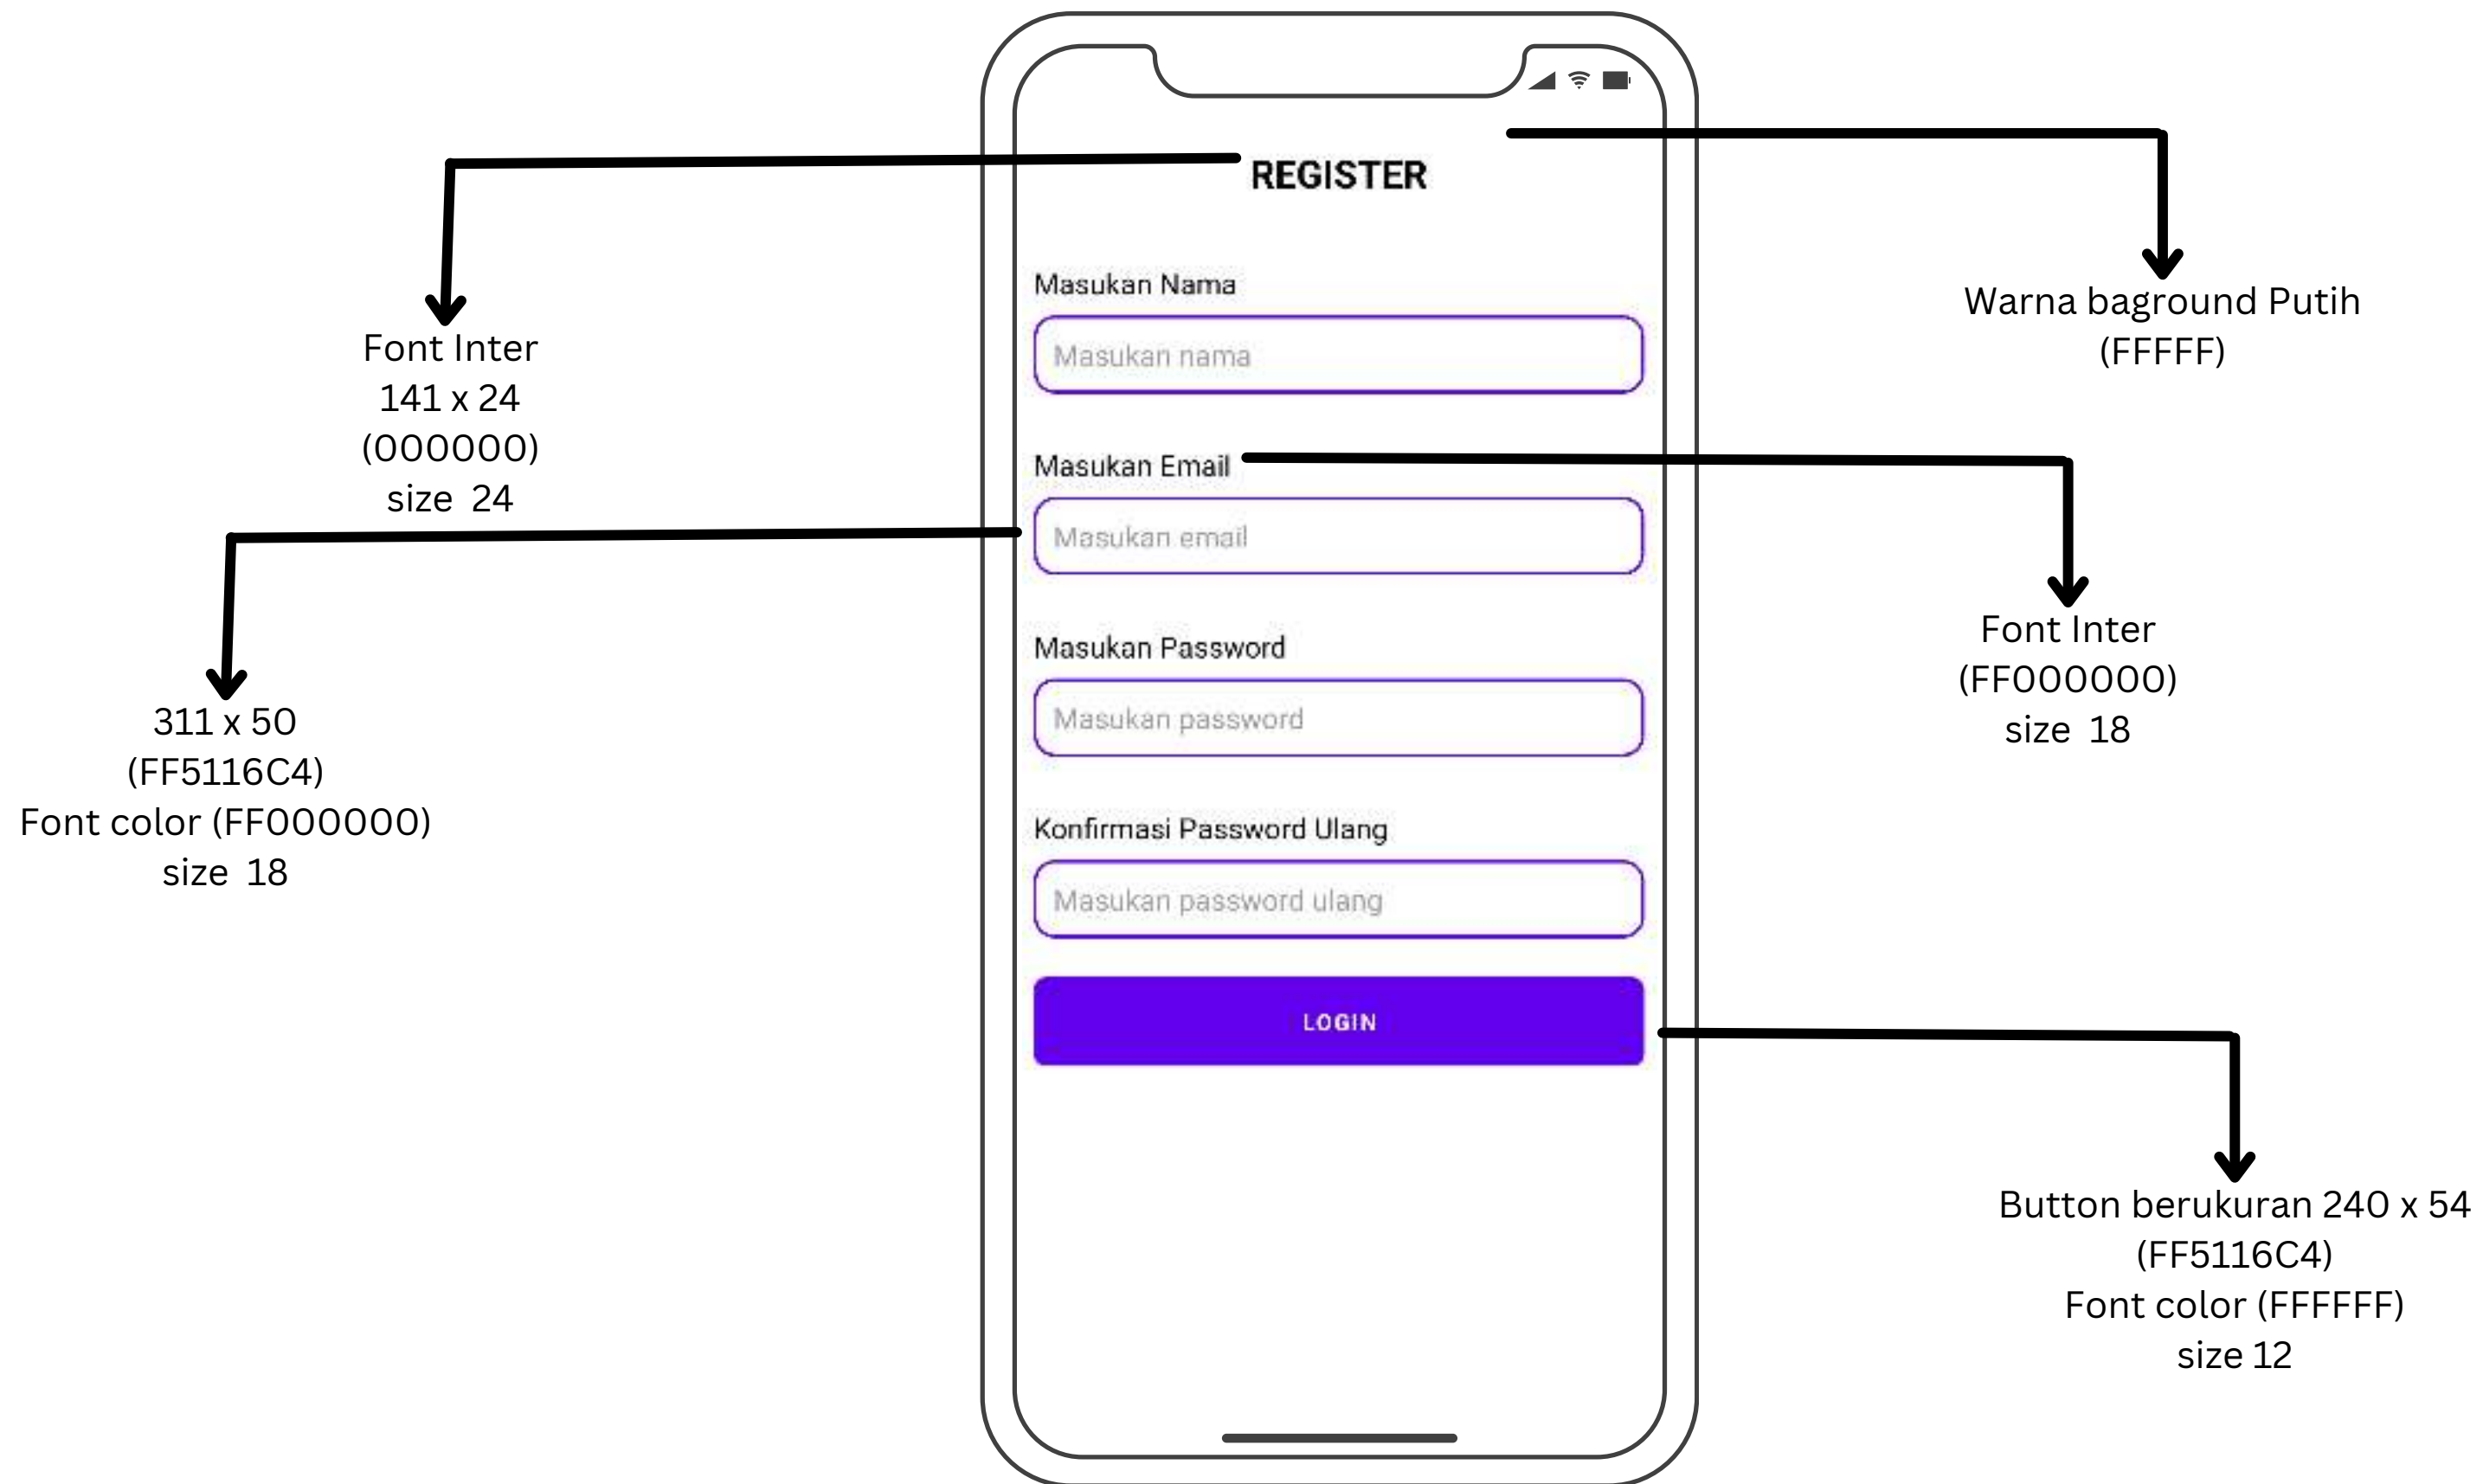 REGISTER
Masukan Nama
Masukan nama
Masukan Email
Masukan email
Masukan Password
Masukan password
Konfirmasi Password Ulang
Masukan password ulang
LOGIN
Font Inter
141 x 24
(000000)
size 24
311 x 50
(FF5116C4)
Font color (FF000000)
size 18
Warna baground Putih
(FFFFF)
Font Inter
(FF000000)
size 18
Button berukuran 240 x 54
(FF5116C4)
Font color (FFFFFF)
size 12